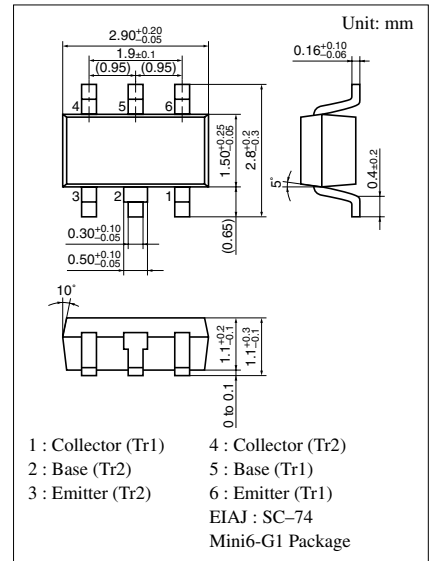 Unit: mm
2.90+0.20−0.05
1.9±0.1
(0.95) (0.95)
0.16+0.10−0.06
4 5 6
1.50+0.25−0.05
2.8+0.2−0.3
5°
0.4±0.2
3 2 1
(0.65)
0.30+0.10−0.05
0.50+0.10−0.05
10°
1.1+0.2−0.1
1.1+0.3−0.1
0 to 0.1
1 : Collector (Tr1) 4 : Collector (Tr2)
2 : Base (Tr2) 5 : Base (Tr1)
3 : Emitter (Tr2) 6 : Emitter (Tr1)
EIAJ : SC–74
Mini6-G1 Package